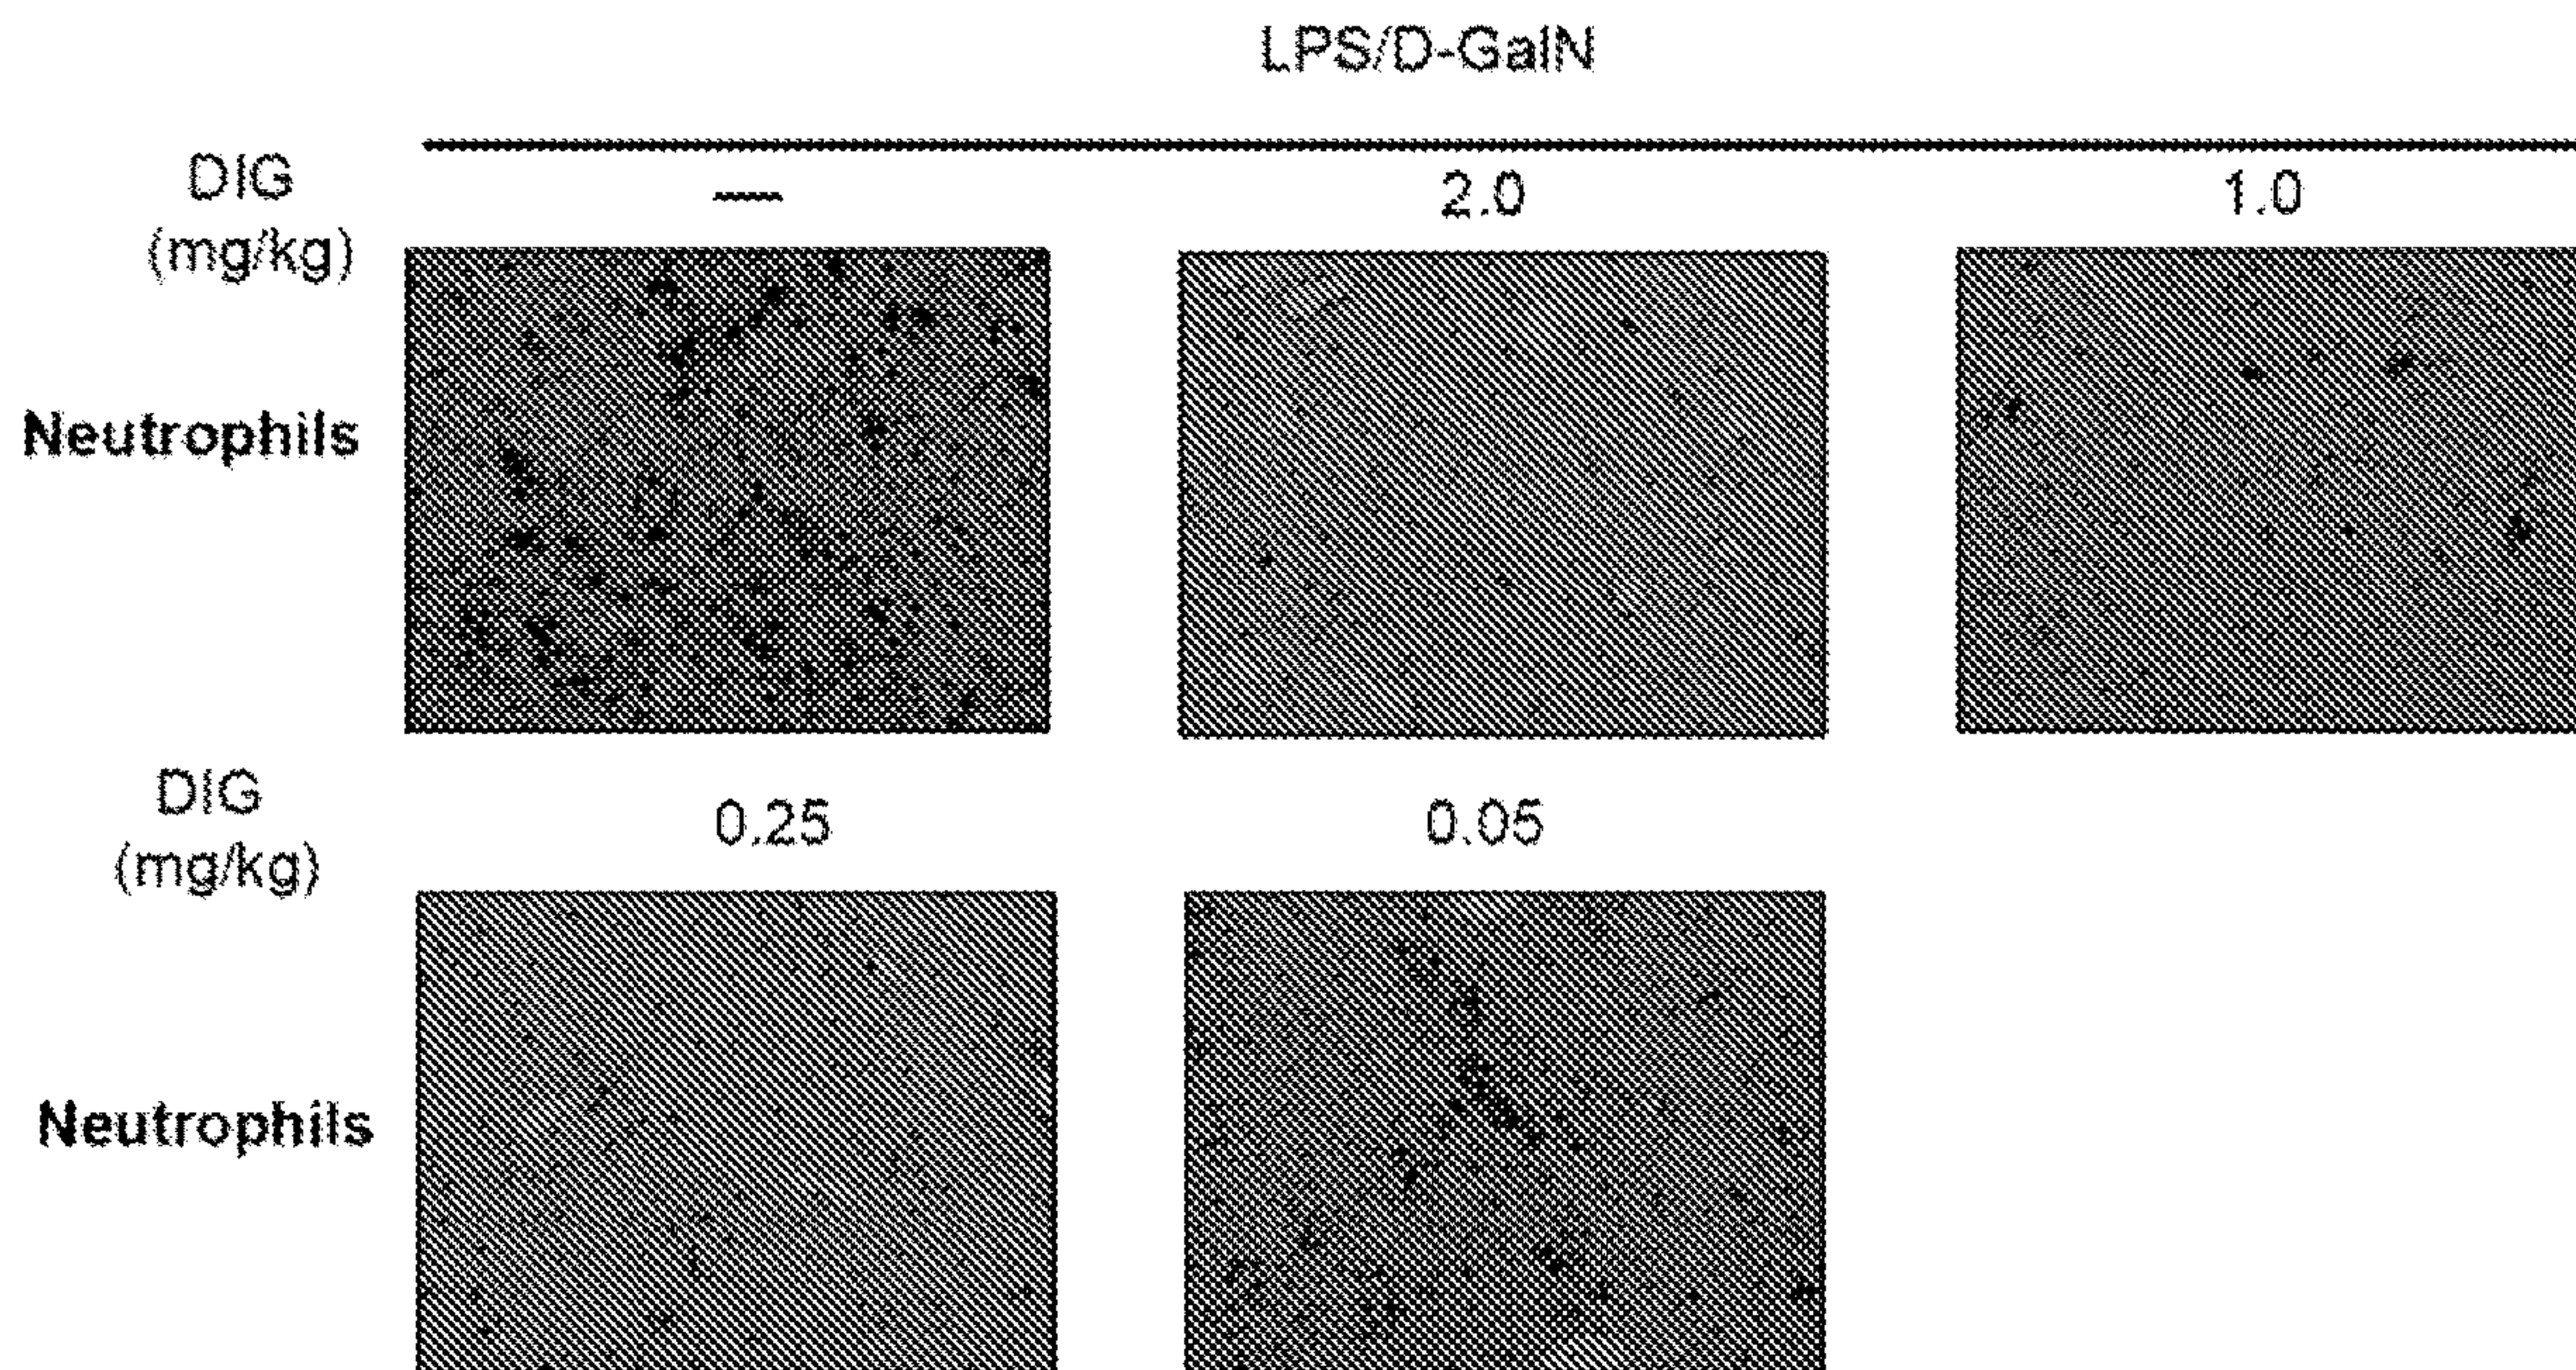 LPS/D-GalN
DIG
(mg/kg)
— 2.0 1.0
Neutrophils
DIG
(mg/kg)
0.25 0.05
Neutrophils